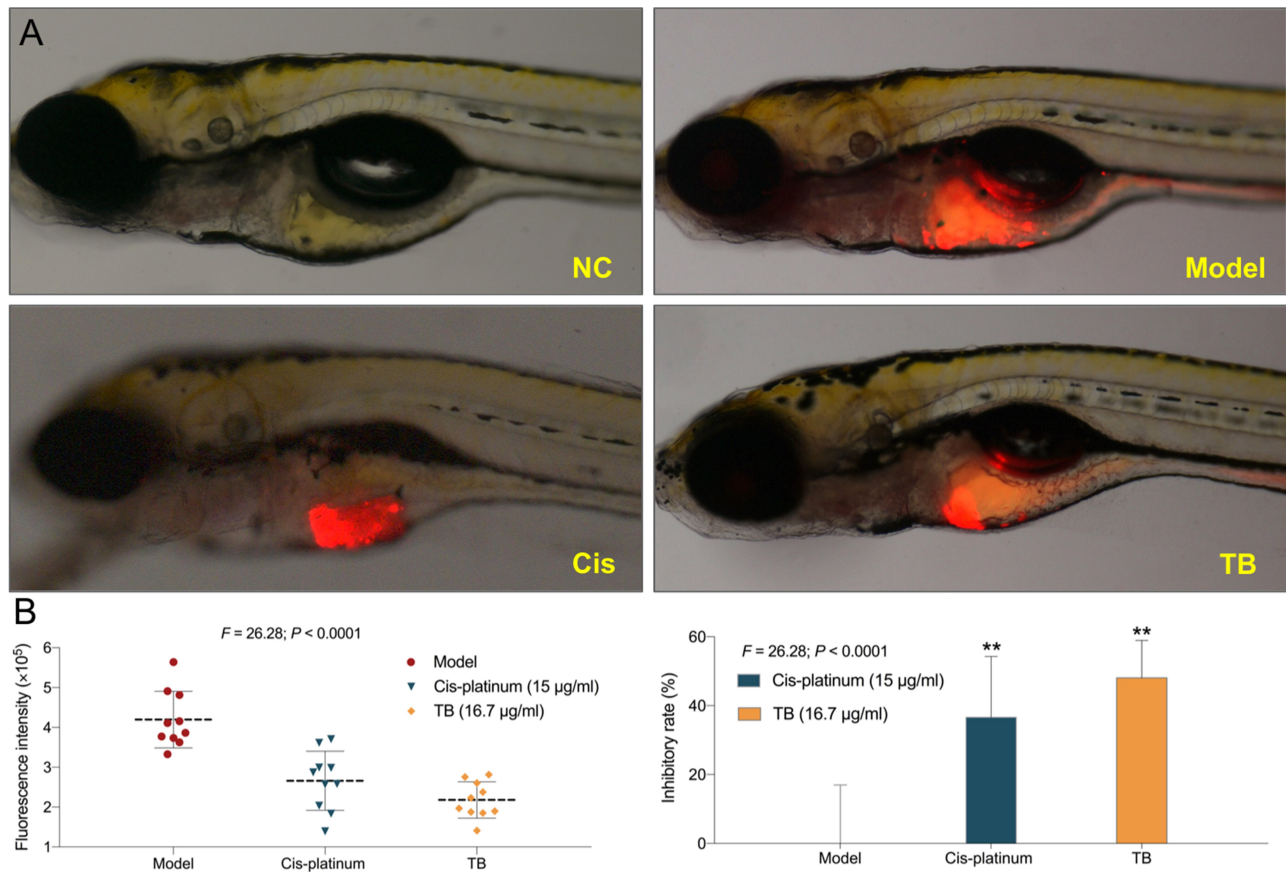 A
NC
Model
Cis
TB
B
F = 26.28; P < 0.0001
Fluorescence intensity (×10⁵)
6
5
4
3
2
1
Model
Cis-platinum (15 μg/ml)
TB (16.7 μg/ml)
Model
Cis-platinum
TB
Inhibitory rate (%)
60
40
20
0
F = 26.28; P < 0.0001
Cis-platinum (15 μg/ml)
TB (16.7 μg/ml)
**
**
Model
Cis-platinum
TB